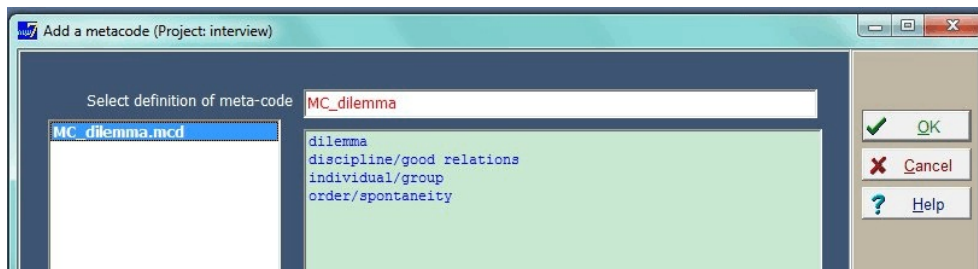 Add a metacode (Project: interview)
Select definition of meta-code
MC_dilemma
MC_dilemma.mcd
dilemma
discipline/good relations
individual/group
order/spontaneity
OK
Cancel
? Help